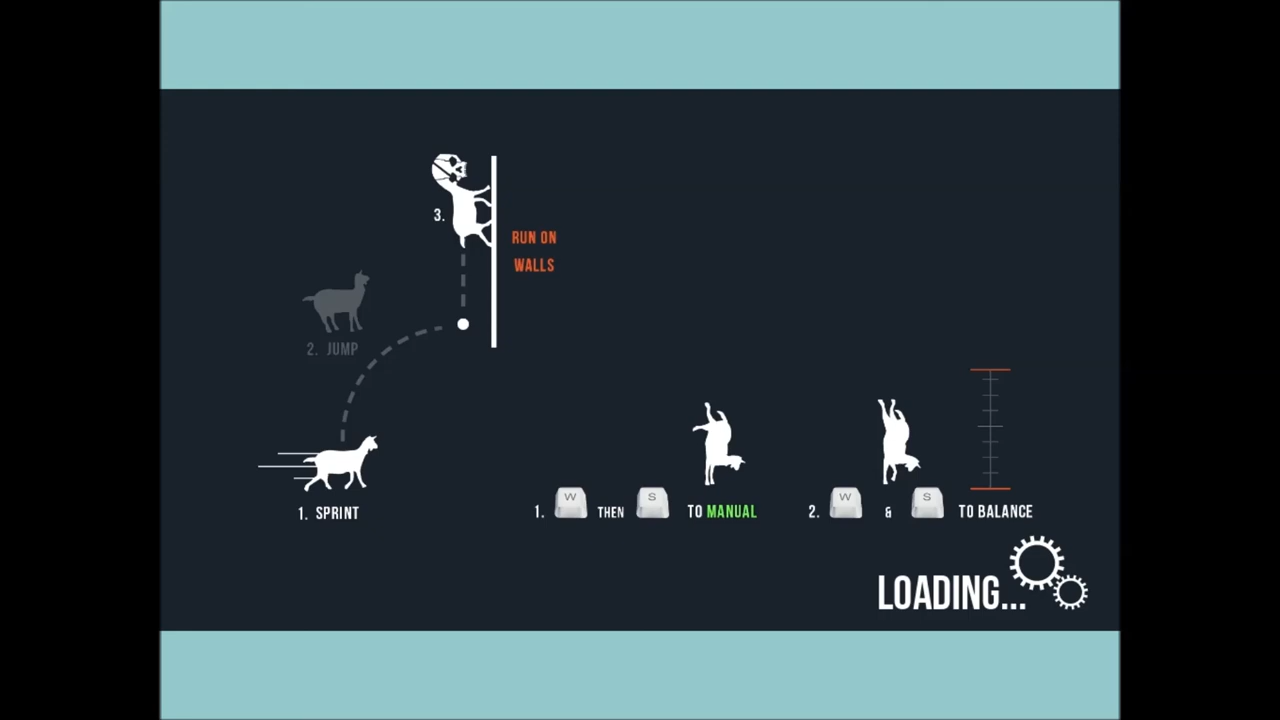 3.
RUN ON
WALLS
2. JUMP
1. SPRINT
1. W THEN S TO MANUAL
2. W & S TO BALANCE
LOADING...